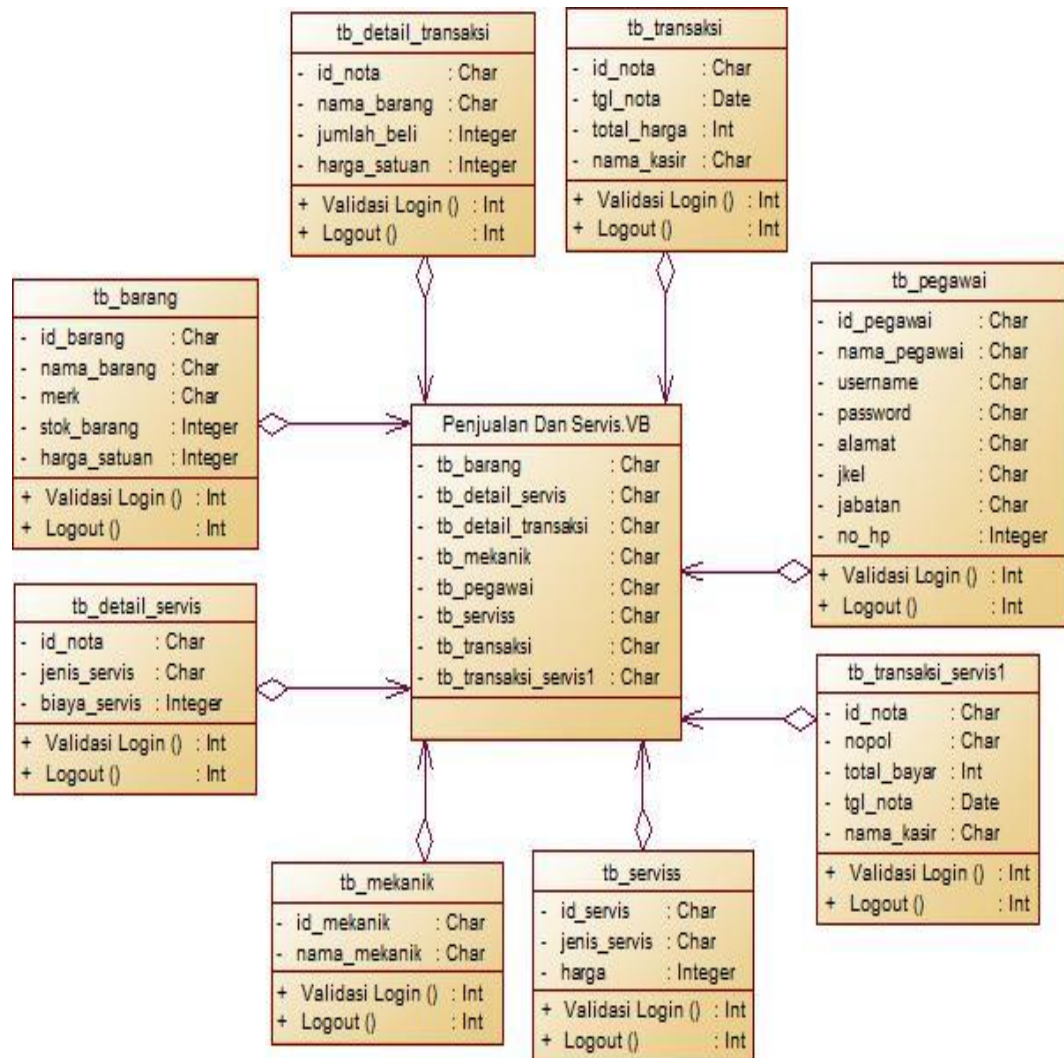 tb_detail_transaksi
- id_nota : Char
- nama_barang : Char
- jumlah_beli : Integer
- harga_satuan : Integer
+ Validasi Login () : Int
+ Logout () : Int
tb_transaksi
- id_nota : Char
- tgl_nota : Date
- total_harga : Int
- nama_kasir : Char
+ Validasi Login () : Int
+ Logout () : Int
tb_barang
- id_barang : Char
- nama_barang : Char
- merk : Char
- stok_barang : Integer
- harga_satuan : Integer
+ Validasi Login () : Int
+ Logout () : Int
tb_pegawai
- id_pegawai : Char
- nama_pegawai : Char
- username : Char
- password : Char
- alamat : Char
- jkel : Char
- jabatan : Char
- no_hp : Integer
+ Validasi Login () : Int
+ Logout () : Int
Penjualan Dan Servis.VB
- tb_barang : Char
- tb_detail_servis : Char
- tb_detail_transaksi : Char
- tb_mekanik : Char
- tb_pegawai : Char
- tb_serviss : Char
- tb_transaksi : Char
- tb_transaksi_servis1 : Char
tb_detail_servis
- id_nota : Char
- jenis_servis : Char
- biaya_servis : Integer
+ Validasi Login () : Int
+ Logout () : Int
tb_transaksi_servis1
- id_nota : Char
- nopol : Char
- total_bayar : Int
- tgl_nota : Date
- nama_kasir : Char
+ Validasi Login () : Int
+ Logout () : Int
tb_mekanik
- id_mekanik : Char
- nama_mekanik : Char
+ Validasi Login () : Int
+ Logout () : Int
tb_serviss
- id_servis : Char
- jenis_servis : Char
- harga : Integer
+ Validasi Login () : Int
+ Logout () : Int